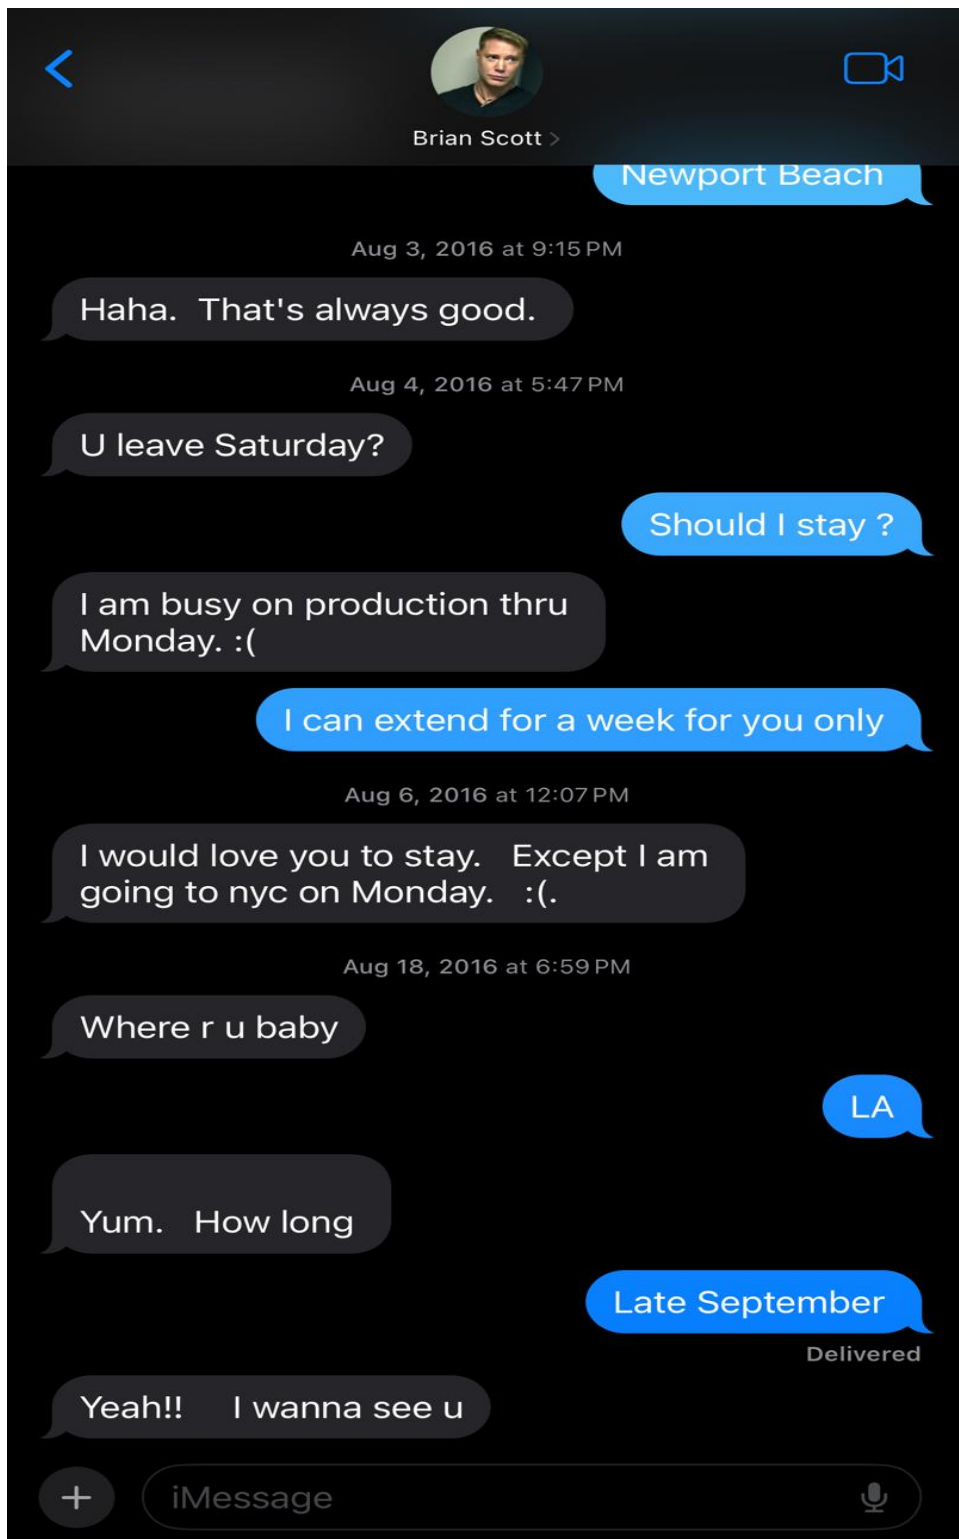 Brian Scott
Newport Beach
Aug 3, 2016 at 9:15 PM
Haha.  That's always good.
Aug 4, 2016 at 5:47 PM
U leave Saturday?
Should I stay ?
I am busy on production thru
Monday. :(
I can extend for a week for you only
Aug 6, 2016 at 12:07 PM
I would love you to stay.   Except I am
going to nyc on Monday.   :(.
Aug 18, 2016 at 6:59 PM
Where r u baby
LA
Yum.   How long
Late September
Delivered
Yeah!!    I wanna see u
iMessage